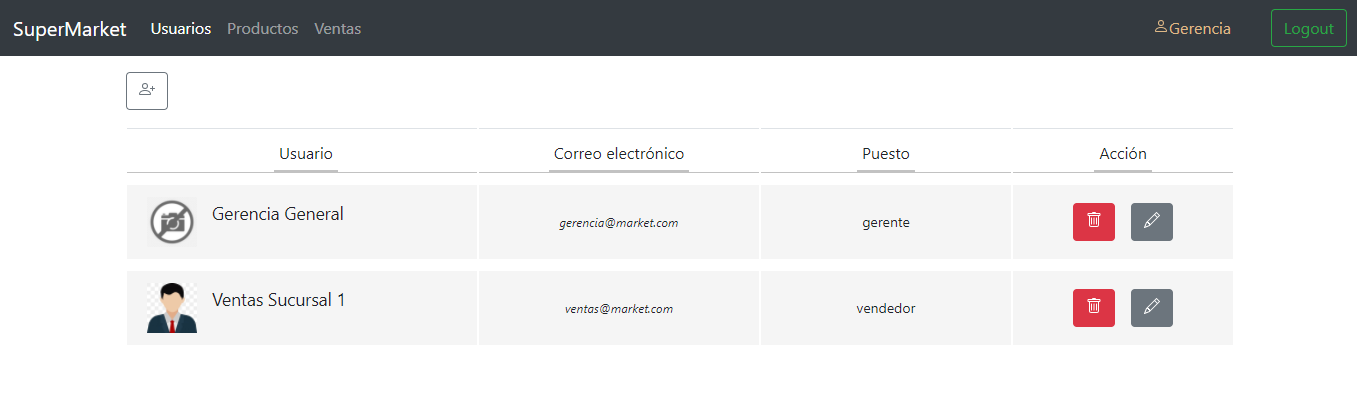 SuperMarket Usuarios Productos Ventas Gerencia Logout
Usuario Correo electrónico Puesto Acción
Gerencia General gerencia@market.com gerente
Ventas Sucursal 1 ventas@market.com vendedor